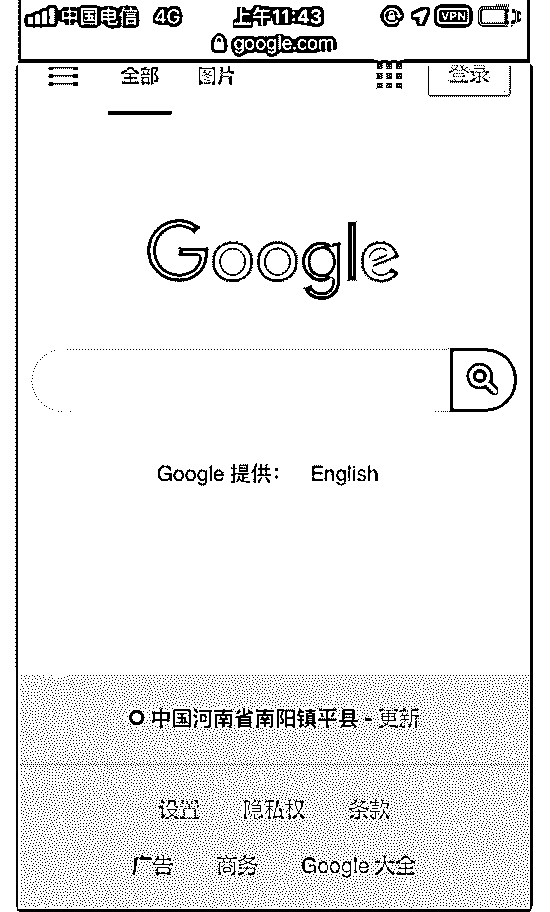 中国电信 4G 上午11:43 VPN
google.com
全部 图片 登录
Google
Google 提供： English
中国河南省南阳镇平县 - 更新
设置 隐私权 条款
广告 商务 Google 大全